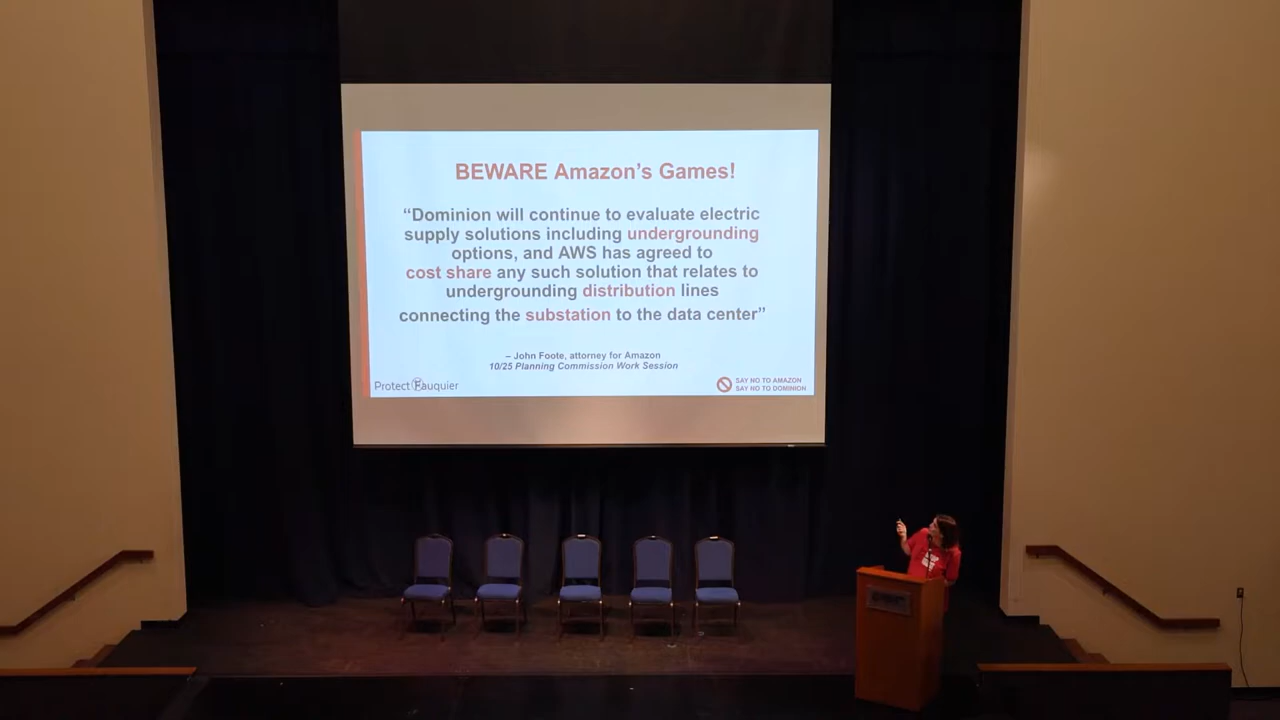 BEWARE Amazon’s Games!
“Dominion will continue to evaluate electric
supply solutions including undergrounding
options, and AWS has agreed to
cost share any such solution that relates to
undergrounding distribution lines
connecting the substation to the data center”
– John Foote, attorney for Amazon
10/25 Planning Commission Work Session
Protect Fauquier
SAY NO TO AMAZON
SAY NO TO DOMINION